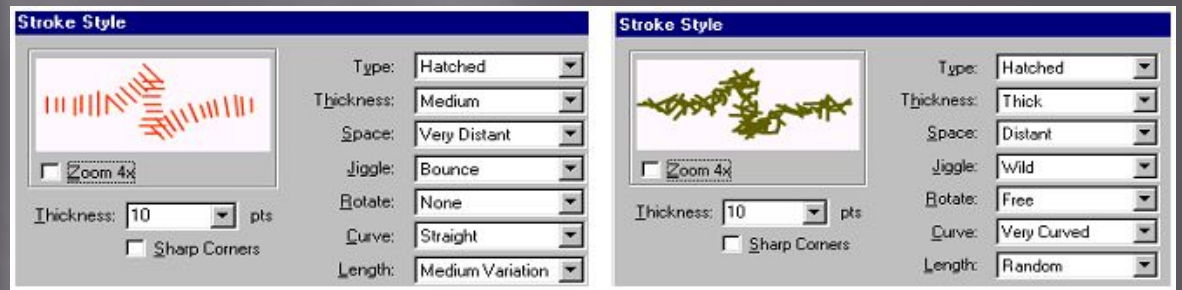 Stroke Style
Type: Hatched
Thickness: Medium
Space: Very Distant
Jiggle: Bounce
Rotate: None
Curve: Straight
Length: Medium Variation
Zoom 4x
Thickness: 10 pts
Sharp Corners
Stroke Style
Type: Hatched
Thickness: Thick
Space: Distant
Jiggle: Wild
Rotate: Free
Curve: Very Curved
Length: Random
Zoom 4x
Thickness: 10 pts
Sharp Corners